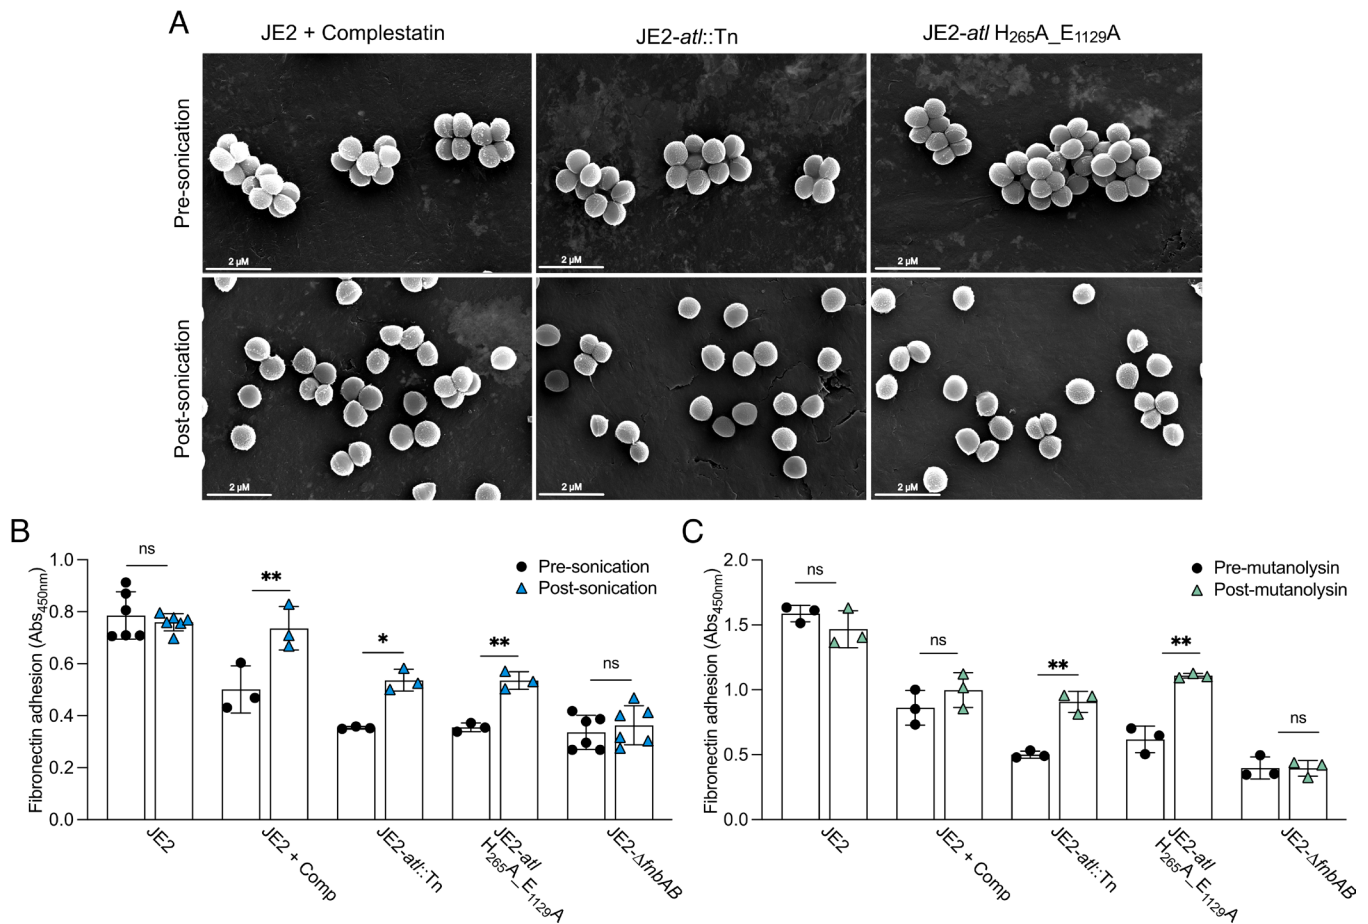 A
JE2 + Complestatin
JE2-atl::Tn
JE2-atl H265A_E1129A
Pre-sonication
2 µM
2 µM
2 µM
Post-sonication
2 µM
2 µM
2 µM
B
Fibronectin adhesion (Abs450nm)
1.0
0.8
0.6
0.4
0.2
0.0
ns
**
*
**
ns
Pre-sonication
Post-sonication
JE2
JE2 + Comp
JE2-atl::Tn
JE2-atl
H265A_E1129A
JE2-ΔfnbAB
C
Fibronectin adhesion (Abs450nm)
2.0
1.5
1.0
0.5
0.0
ns
ns
**
**
ns
Pre-mutanolysin
Post-mutanolysin
JE2
JE2 + Comp
JE2-atl::Tn
JE2-atl
H265A_E1129A
JE2-ΔfnbAB